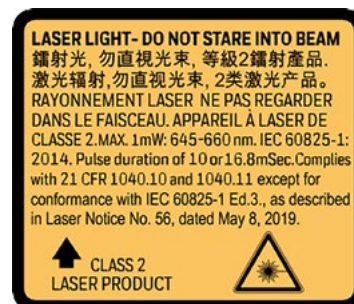 LASER LIGHT- DO NOT STARE INTO BEAM
鐳射光, 勿直視光束, 等級2鐳射產品.
激光辐射,勿直视光束, 2类激光产品。
RAYONNEMENT LASER NE PAS REGARDER
DANS LE FAISCEAU. APPAREIL À LASER DE
CLASSE 2.MAX. 1mW: 645-660 nm. IEC 60825-1:
2014. Pulse duration of 10 or 16.8mSec.Complies
with 21 CFR 1040.10 and 1040.11 except for
conformance with IEC 60825-1 Ed.3., as described
in Laser Notice No. 56, dated May 8, 2019.
CLASS 2
LASER PRODUCT